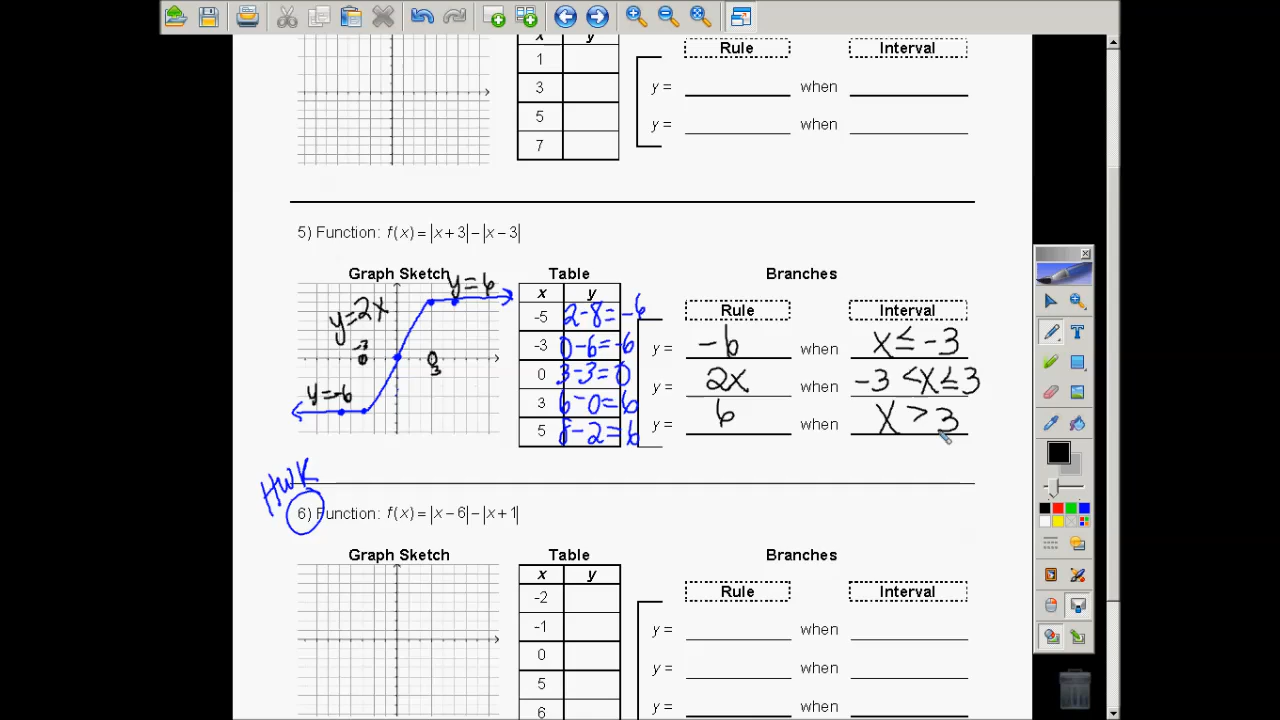 x y
Rule Interval
1
3
y = when
5
y = when
7
5) Function: f(x) = |x + 3| − |x − 3|
Graph Sketch
Table
Branches
y=6
y=2x
-3
3
y=-6
x y
-5 2-8=-6
-3 0-6=-6
0 3-3=0
3 6-0=6
5 8-2=6
Rule Interval
y = -6 when x≤-3
y = 2x when -3<x≤3
y = 6 when x>3
HWK
6) Function: f(x) = |x − 6| − |x + 1|
Graph Sketch
Table
Branches
x y
-2
-1
0
5
6
Rule Interval
y = when
y = when
y = when
T